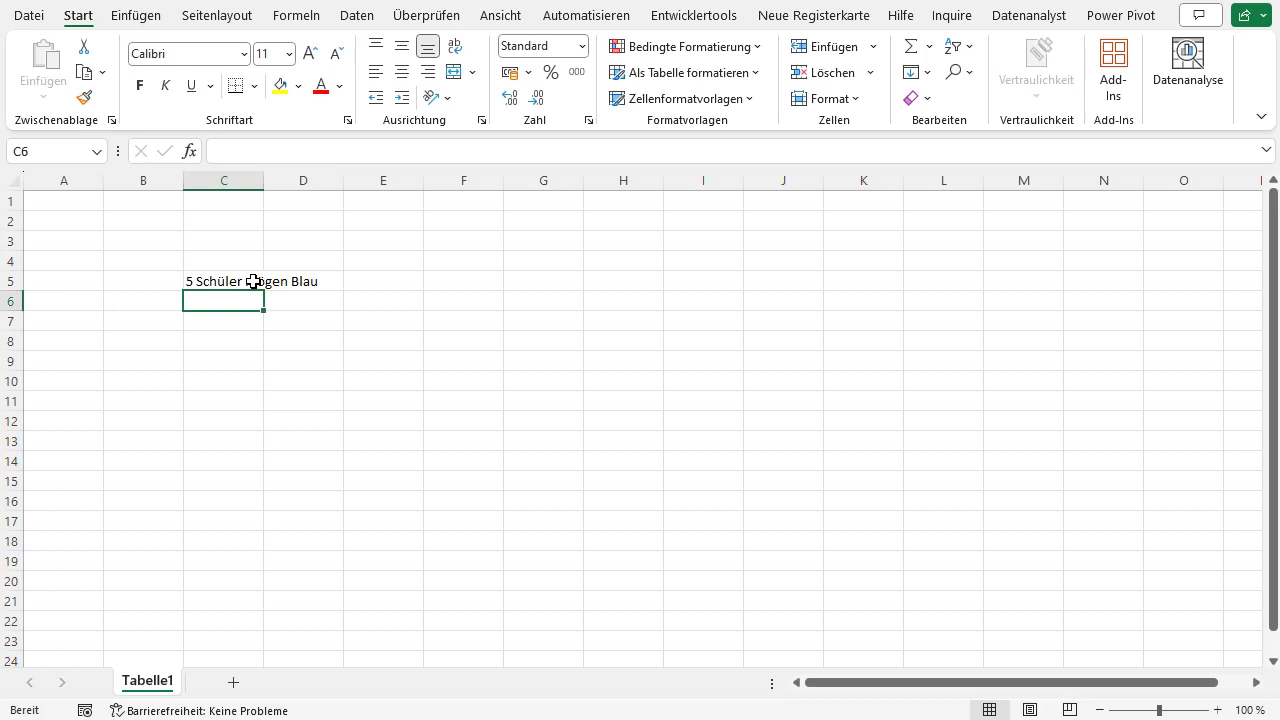 Datei Start Einfügen Seitenlayout Formeln Daten Überprüfen Ansicht Automatisieren Entwicklertools Neue Registerkarte Hilfe Inquire Datenanalyst Power Pivot
Calibri 11 Standard Bedingte Formatierung Einfügen
Einfügen Als Tabelle formatieren Löschen Vertraulichkeit Add-Ins Datenanalyse
F K U Zellenformatvorlagen Format
Zwischenablage Schriftart Ausrichtung Zahl Formatvorlagen Zellen Bearbeiten Vertraulichkeit Add-Ins
C6 fx
A B C D E F G H I J K L M N O
1
2
3
4
5 5 Schüler mögen Blau
6
7
8
9
10
11
12
13
14
15
16
17
18
19
20
21
22
23
24
Tabelle1
Bereit Barrierefreiheit: Keine Probleme 100 %